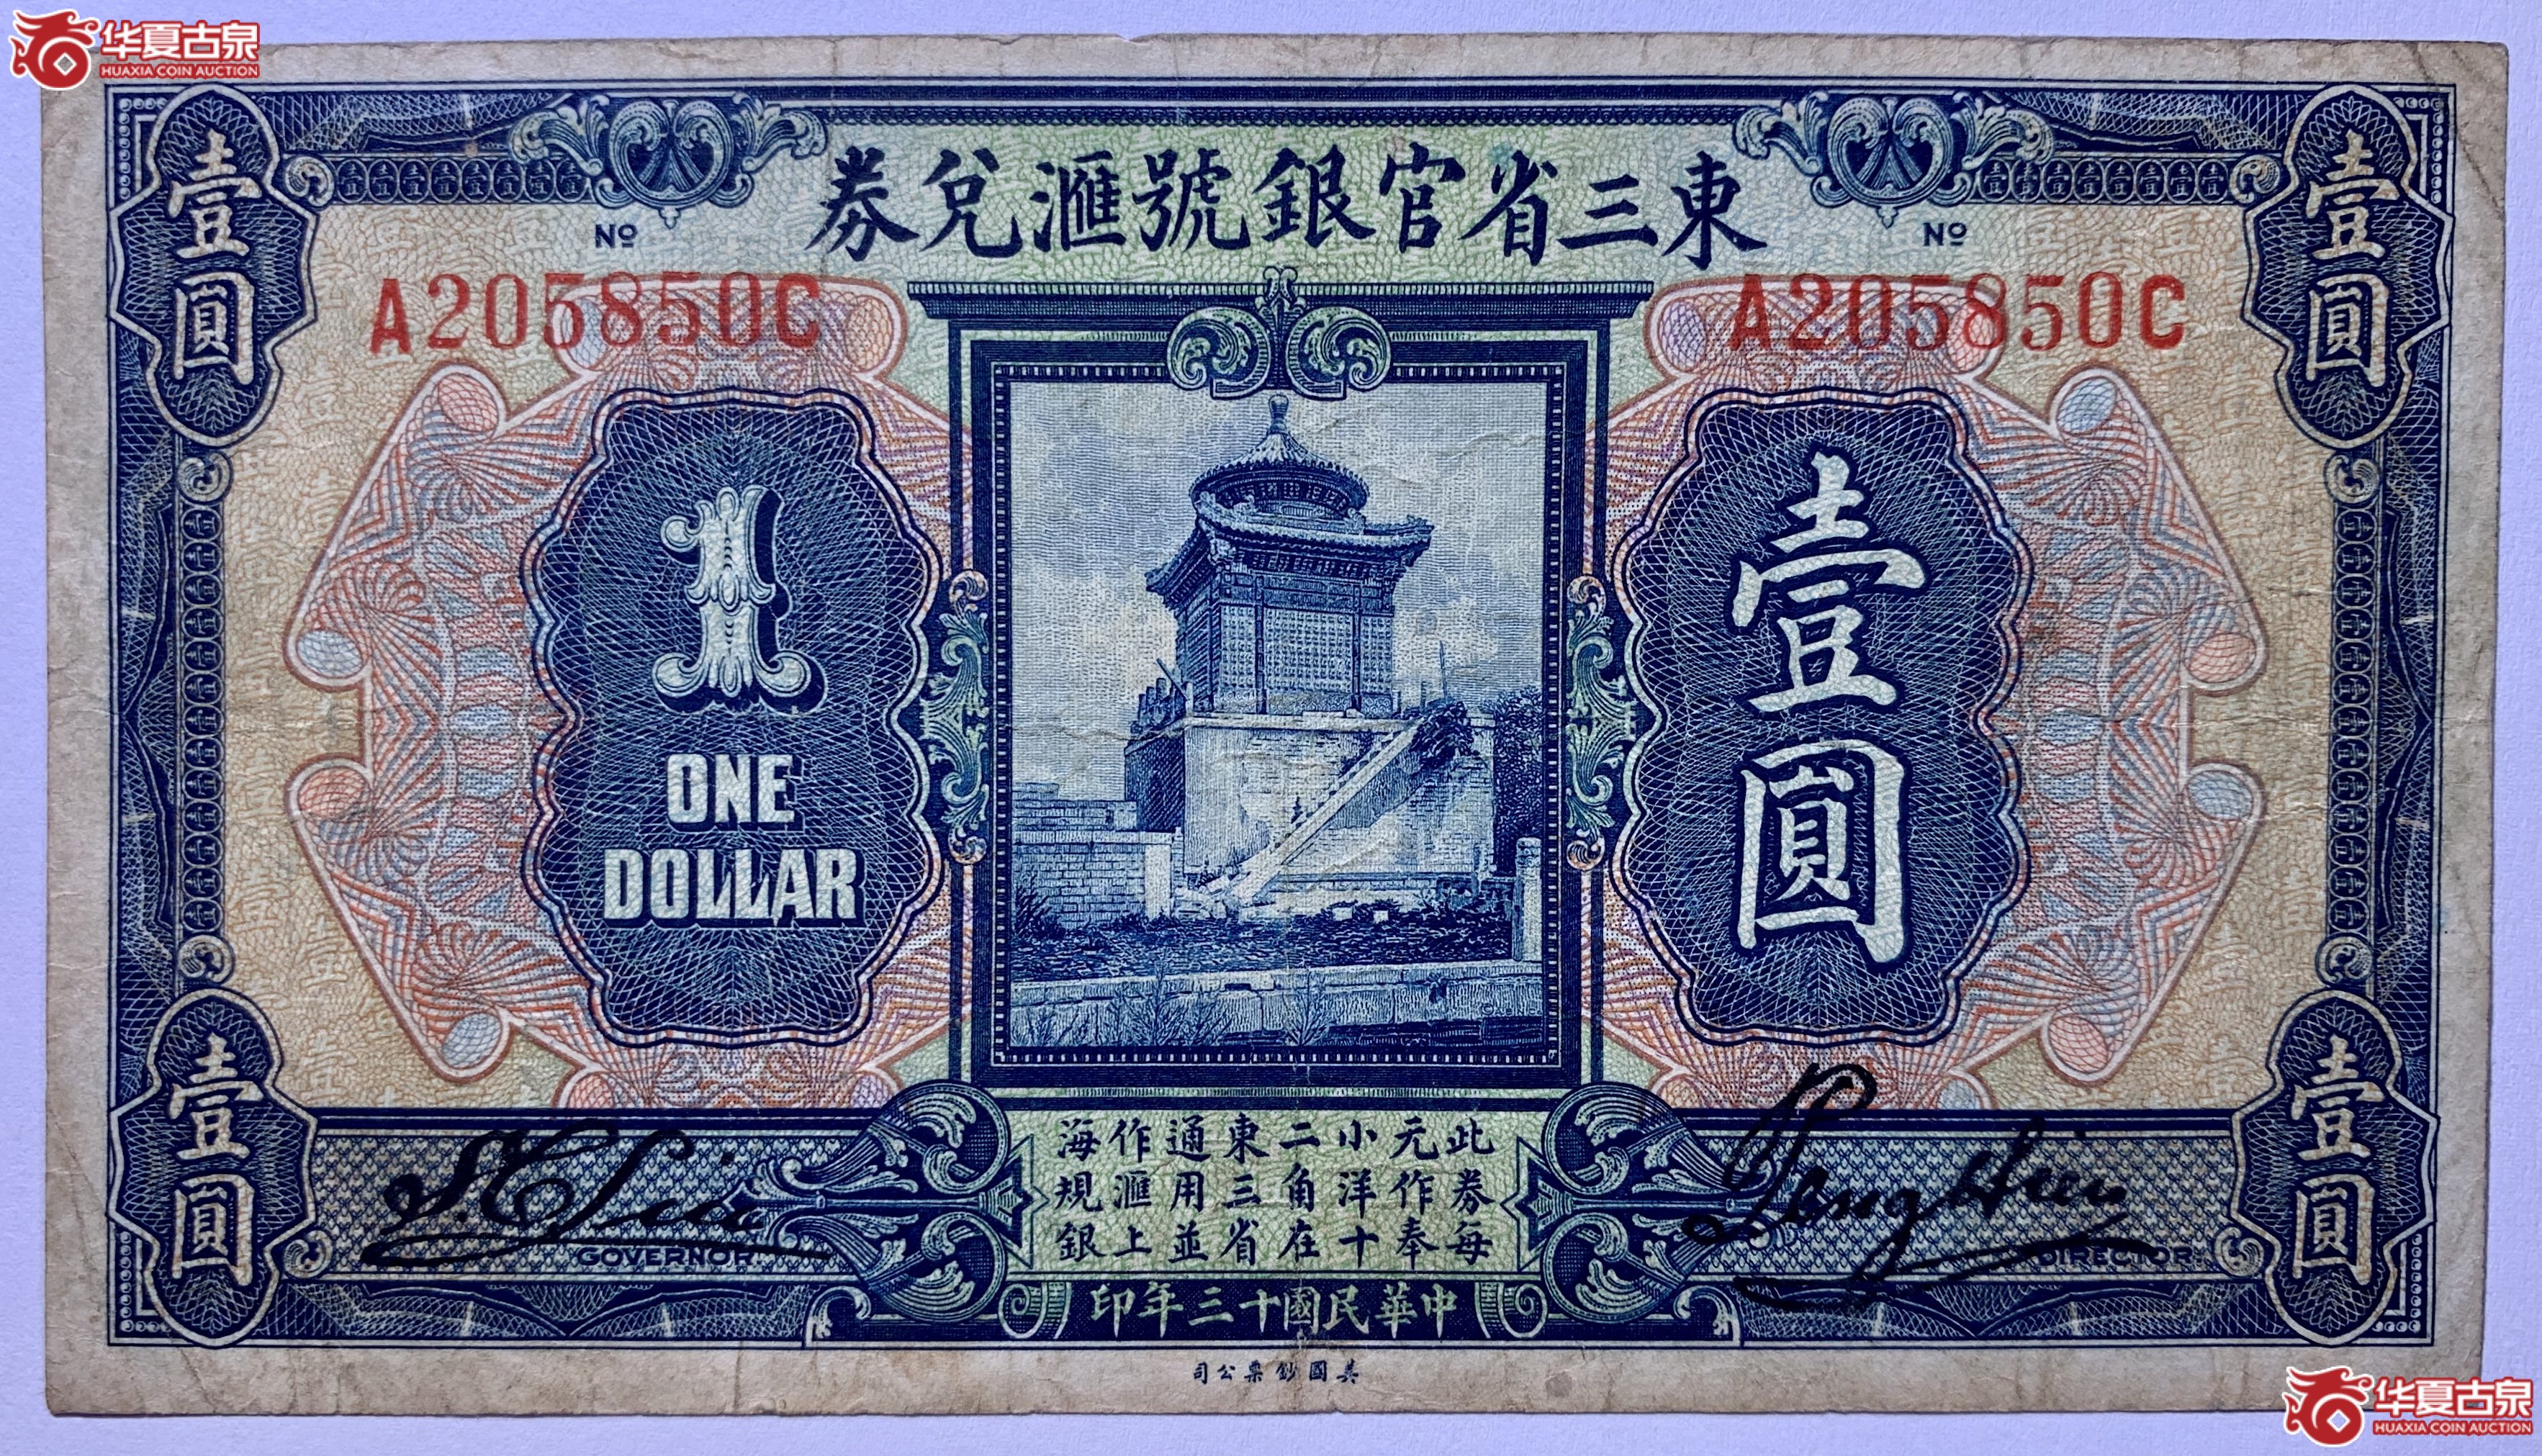 华夏古泉
HUAXIA COIN AUCTION
東三省官銀號滙兌券
壹圓
壹圓
No
No
A205850C
A205850C
1
ONE
DOLLAR
壹圓
此券每
元作奉
小洋十
二角在
東三省
通用並
作滙上
海規銀
GOVERNOR
DIRECTOR
壹圓
壹圓
中華民國十三年印
美國鈔票公司
华夏古泉
HUAXIA COIN AUCTION